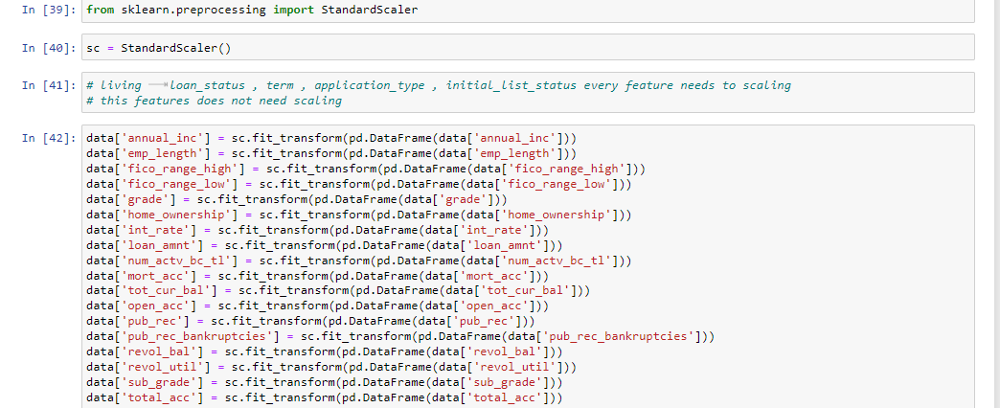 In [39]: from sklearn.preprocessing import StandardScaler
In [40]: sc = StandardScaler()
In [41]: # living ⟶ loan_status , term , application_type , initial_list_status every feature needs to scaling
# this features does not need scaling
In [42]: data['annual_inc'] = sc.fit_transform(pd.DataFrame(data['annual_inc']))
data['emp_length'] = sc.fit_transform(pd.DataFrame(data['emp_length']))
data['fico_range_high'] = sc.fit_transform(pd.DataFrame(data['fico_range_high']))
data['fico_range_low'] = sc.fit_transform(pd.DataFrame(data['fico_range_low']))
data['grade'] = sc.fit_transform(pd.DataFrame(data['grade']))
data['home_ownership'] = sc.fit_transform(pd.DataFrame(data['home_ownership']))
data['int_rate'] = sc.fit_transform(pd.DataFrame(data['int_rate']))
data['loan_amnt'] = sc.fit_transform(pd.DataFrame(data['loan_amnt']))
data['num_actv_bc_tl'] = sc.fit_transform(pd.DataFrame(data['num_actv_bc_tl']))
data['mort_acc'] = sc.fit_transform(pd.DataFrame(data['mort_acc']))
data['tot_cur_bal'] = sc.fit_transform(pd.DataFrame(data['tot_cur_bal']))
data['open_acc'] = sc.fit_transform(pd.DataFrame(data['open_acc']))
data['pub_rec'] = sc.fit_transform(pd.DataFrame(data['pub_rec']))
data['pub_rec_bankruptcies'] = sc.fit_transform(pd.DataFrame(data['pub_rec_bankruptcies']))
data['revol_bal'] = sc.fit_transform(pd.DataFrame(data['revol_bal']))
data['revol_util'] = sc.fit_transform(pd.DataFrame(data['revol_util']))
data['sub_grade'] = sc.fit_transform(pd.DataFrame(data['sub_grade']))
data['total_acc'] = sc.fit_transform(pd.DataFrame(data['total_acc']))